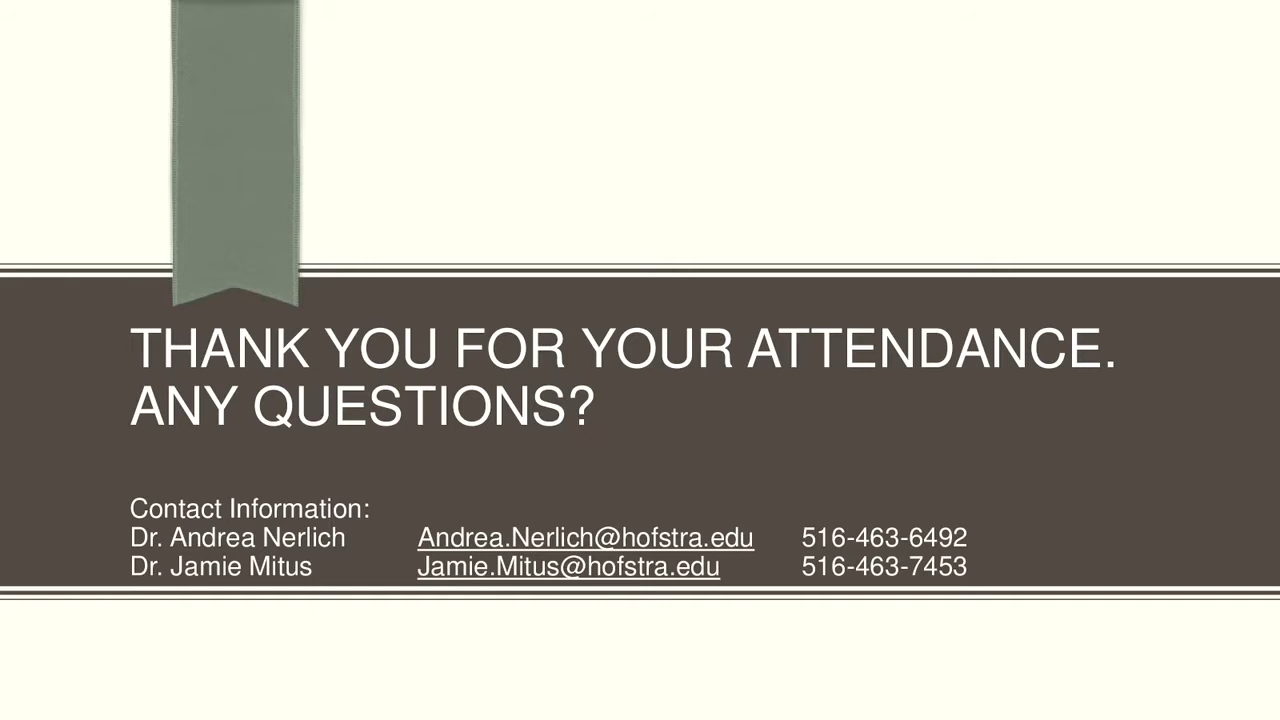 THANK YOU FOR YOUR ATTENDANCE.
ANY QUESTIONS?
Contact Information:
Dr. Andrea Nerlich Andrea.Nerlich@hofstra.edu 516-463-6492
Dr. Jamie Mitus Jamie.Mitus@hofstra.edu 516-463-7453